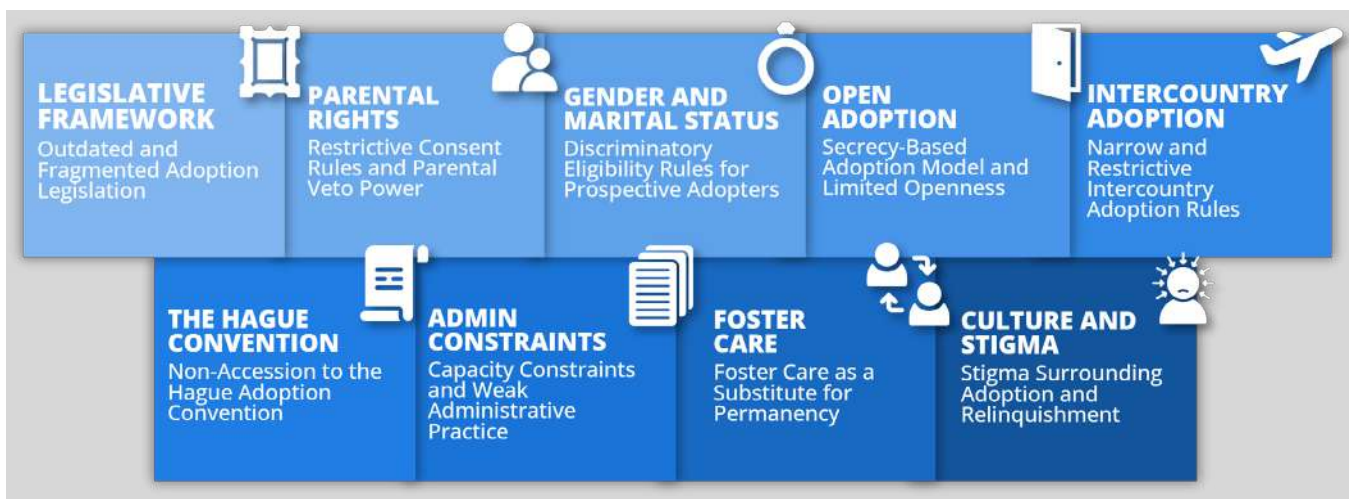 LEGISLATIVE
FRAMEWORK
Outdated and
Fragmented Adoption
Legislation
PARENTAL
RIGHTS
Restrictive Consent
Rules and Parental
Veto Power
GENDER AND
MARITAL STATUS
Discriminatory
Eligibility Rules for
Prospective Adopters
OPEN
ADOPTION
Secrecy-Based
Adoption Model and
Limited Openness
INTERCOUNTRY
ADOPTION
Narrow and
Restrictive
Intercountry
Adoption Rules
THE HAGUE
CONVENTION
Non-Accession to the
Hague Adoption
Convention
ADMIN
CONSTRAINTS
Capacity Constraints
and Weak
Administrative
Practice
FOSTER
CARE
Foster Care as a
Substitute for
Permanency
CULTURE AND
STIGMA
Stigma Surrounding
Adoption and
Relinquishment